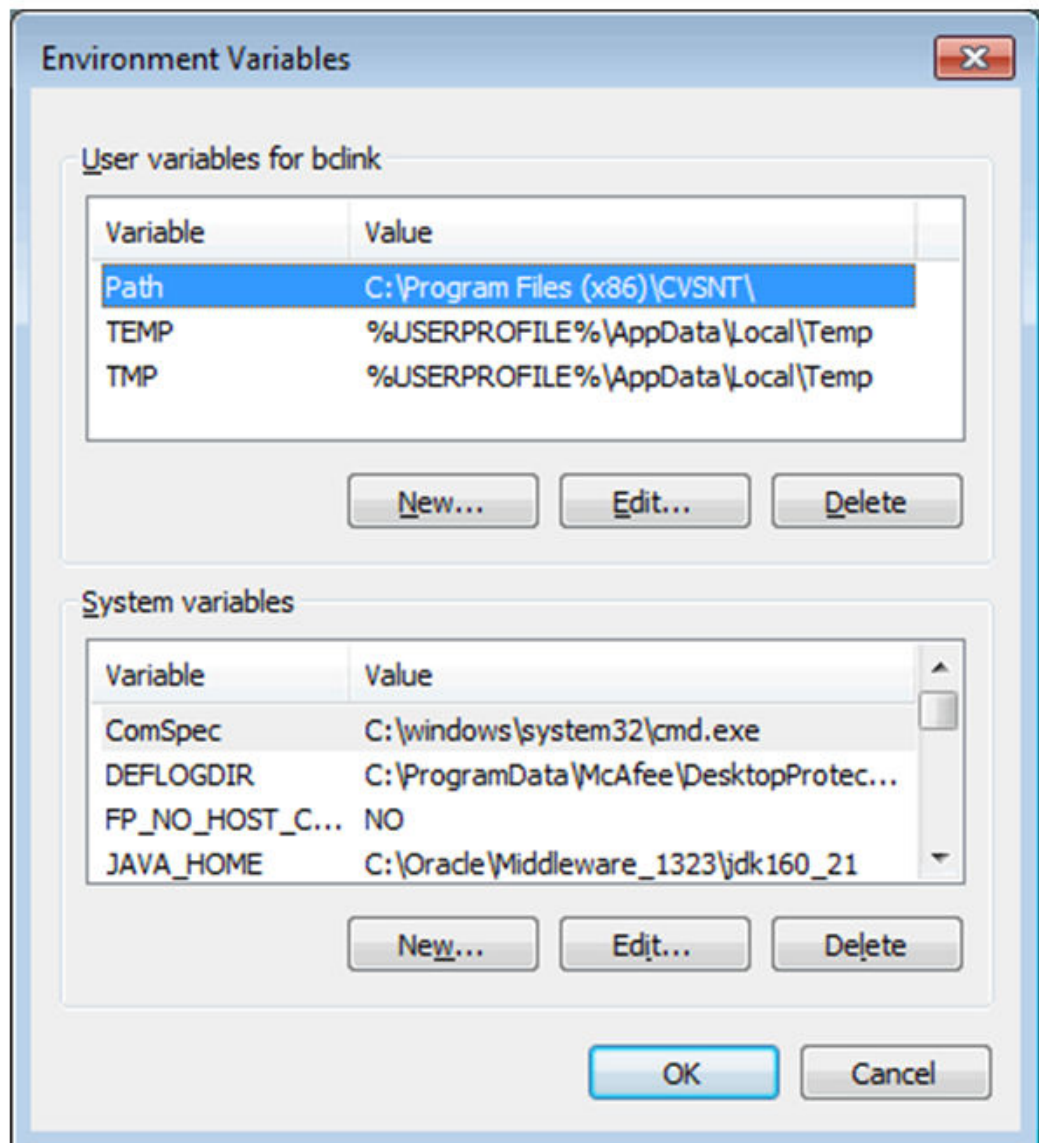 Environment Variables
User variables for bclink
Variable Value
Path C:\Program Files (x86)\CVSNT\
TEMP %USERPROFILE%\AppData\Local\Temp
TMP %USERPROFILE%\AppData\Local\Temp
New... Edit... Delete
System variables
Variable Value
ComSpec C:\windows\system32\cmd.exe
DEFLOGDIR C:\ProgramData\McAfee\DesktopProtec...
FP_NO_HOST_C... NO
JAVA_HOME C:\Oracle\Middleware_1323\jdk160_21
New... Edit... Delete
OK Cancel